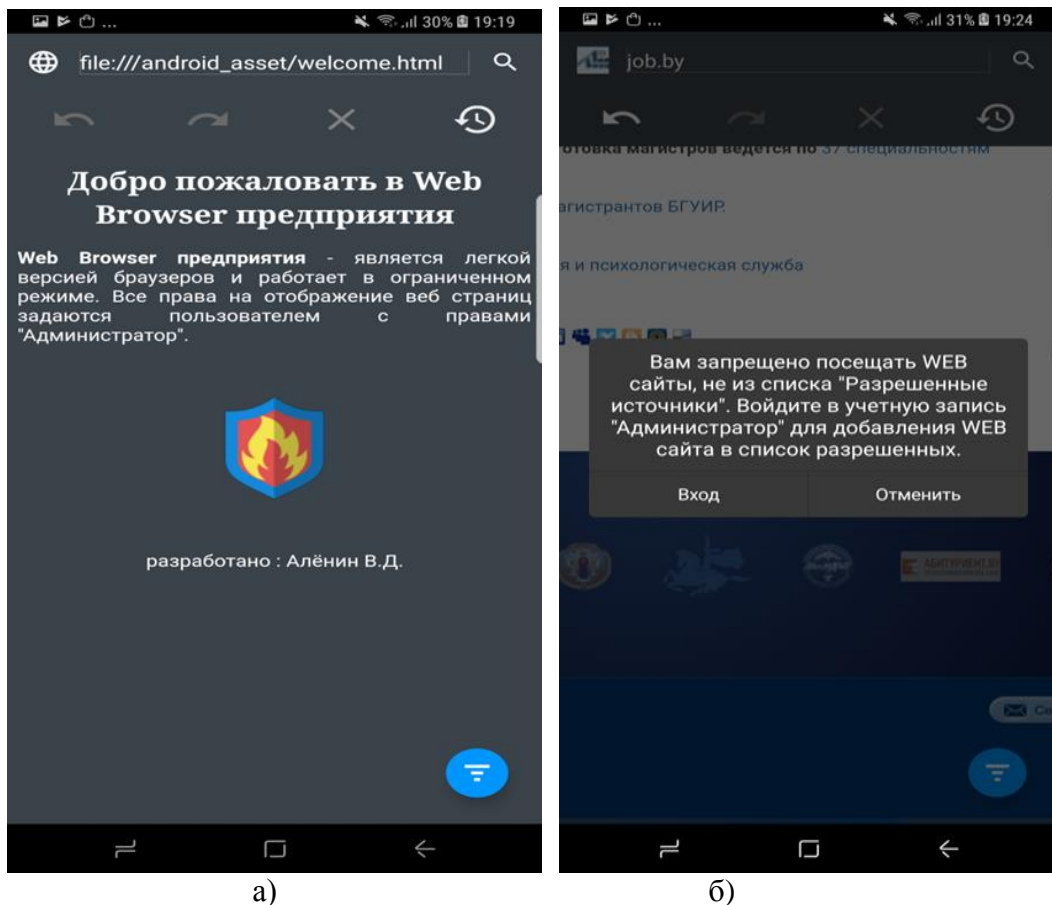 ... 30% 19:19
file:///android_asset/welcome.html
Добро пожаловать в Web
Browser предприятия
Web Browser предприятия - является легкой
версией браузеров и работает в ограниченном
режиме. Все права на отображение веб страниц
задаются пользователем с правами
"Администратор".
разработано : Алёнин В.Д.
а)
... 31% 19:24
job.by
отовка магистров ведется по 37 специальностям
агистрантов БГУИР.
я и психологическая служба
Вам запрещено посещать WEB
сайты, не из списка "Разрешенные
источники". Войдите в учетную запись
"Администратор" для добавления WEB
сайта в список разрешенных.
Вход Отменить
АБИТУРИЕНТ.BY
б)